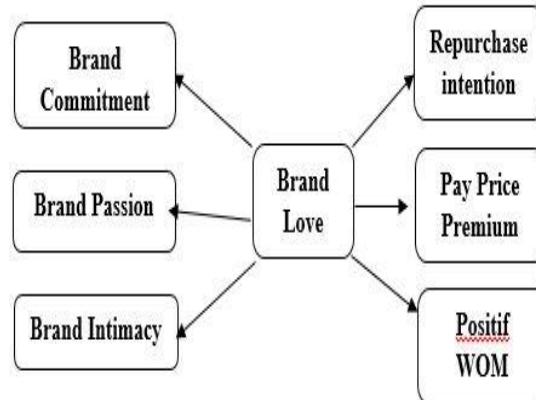 Brand
Commitment
Brand Passion
Brand Intimacy
Brand
Love
Repurchase
intention
Pay Price
Premium
Positif
WOM